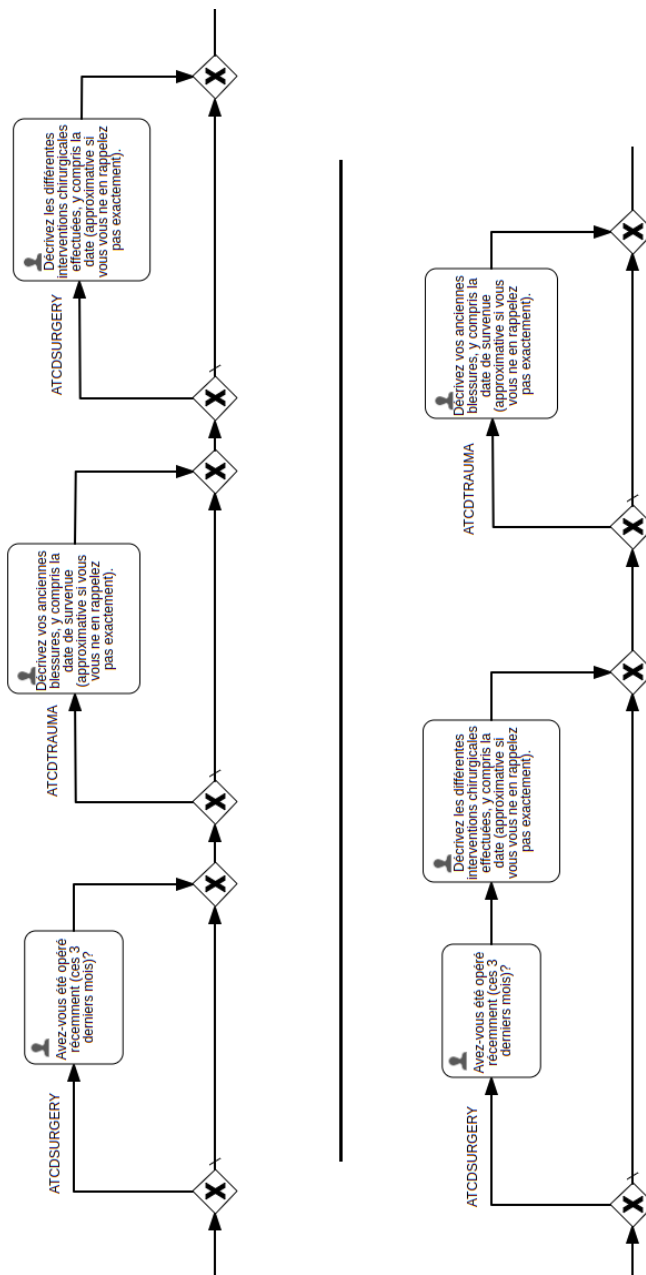 ATCDSURGERY
Avez-vous été opéré
récemment (ces 3
derniers mois)?
ATCDTRAUMA
Décrivez vos anciennes
blessures, y compris la
date de survenue
(approximative si vous
vous ne en rappelez
pas exactement).
ATCDSURGERY
Décrivez les différentes
interventions chirurgicales
effectuées, y compris la
date (approximative si
vous vous ne en rappelez
pas exactement).
ATCDSURGERY
Avez-vous été opéré
récemment (ces 3
derniers mois)?
Décrivez les différentes
interventions chirurgicales
effectuées, y compris la
date (approximative si
vous vous ne en rappelez
pas exactement).
ATCDTRAUMA
Décrivez vos anciennes
blessures, y compris la
date de survenue
(approximative si vous
vous ne en rappelez
pas exactement).